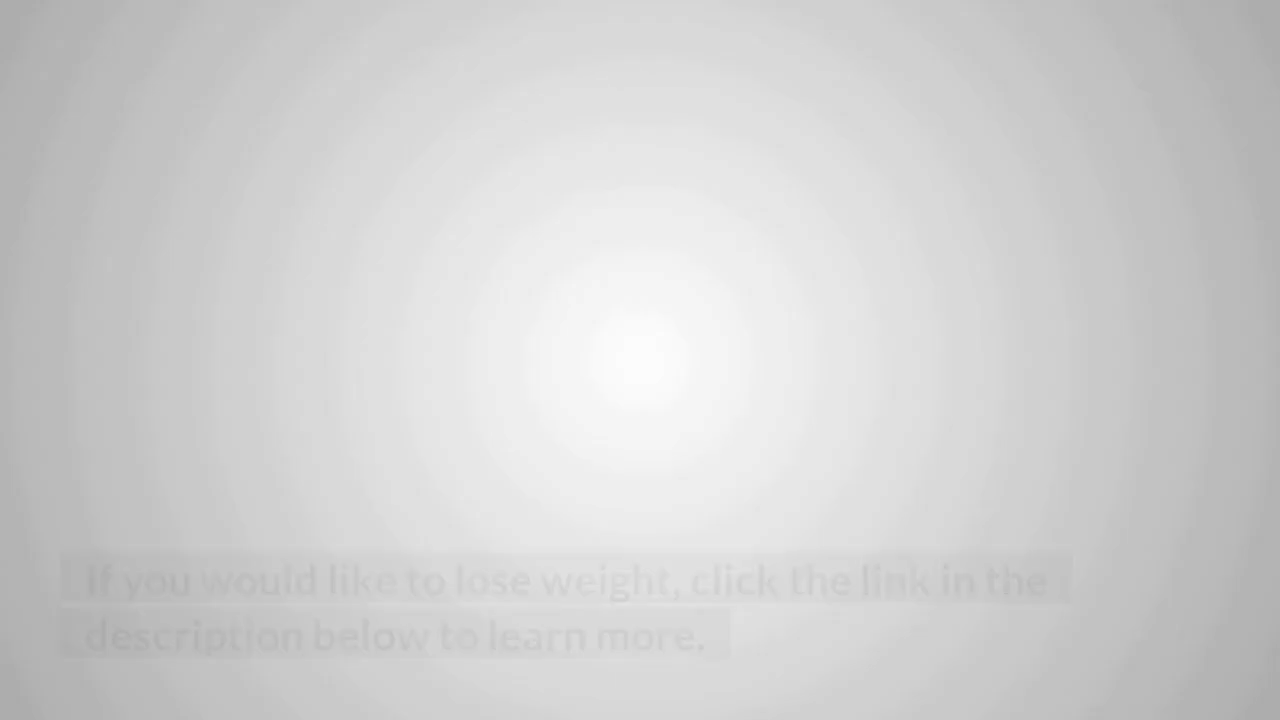 If you would like to lose weight, click the link in the
description below to learn more.